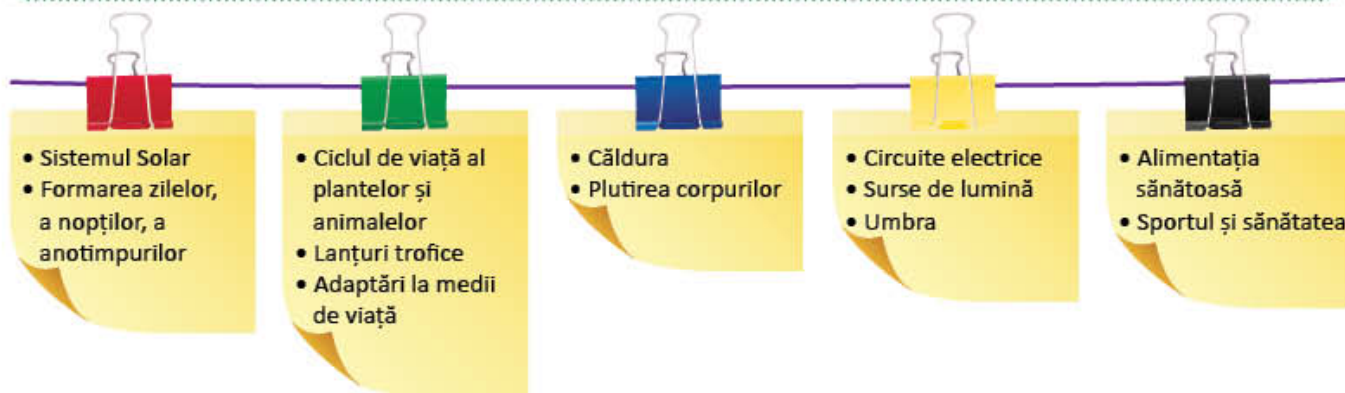 • Sistemul Solar
• Formarea zilelor,
a nopților, a
anotimpurilor
• Ciclul de viață al
plantelor și
animalelor
• Lanțuri trofice
• Adaptări la medii
de viață
• Căldura
• Plutirea corpurilor
• Circuite electrice
• Surse de lumină
• Umbra
• Alimentația
sănătoasă
• Sportul și sănătatea